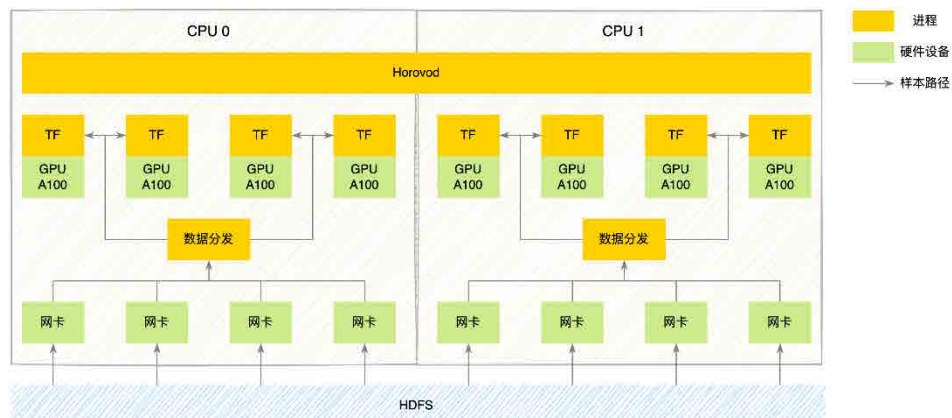 CPU 0
CPU 1
进程
硬件设备
样本路径
Horovod
TF
TF
TF
TF
TF
TF
TF
TF
GPU
A100
GPU
A100
GPU
A100
GPU
A100
GPU
A100
GPU
A100
GPU
A100
GPU
A100
数据分发
数据分发
网卡
网卡
网卡
网卡
网卡
网卡
网卡
网卡
HDFS